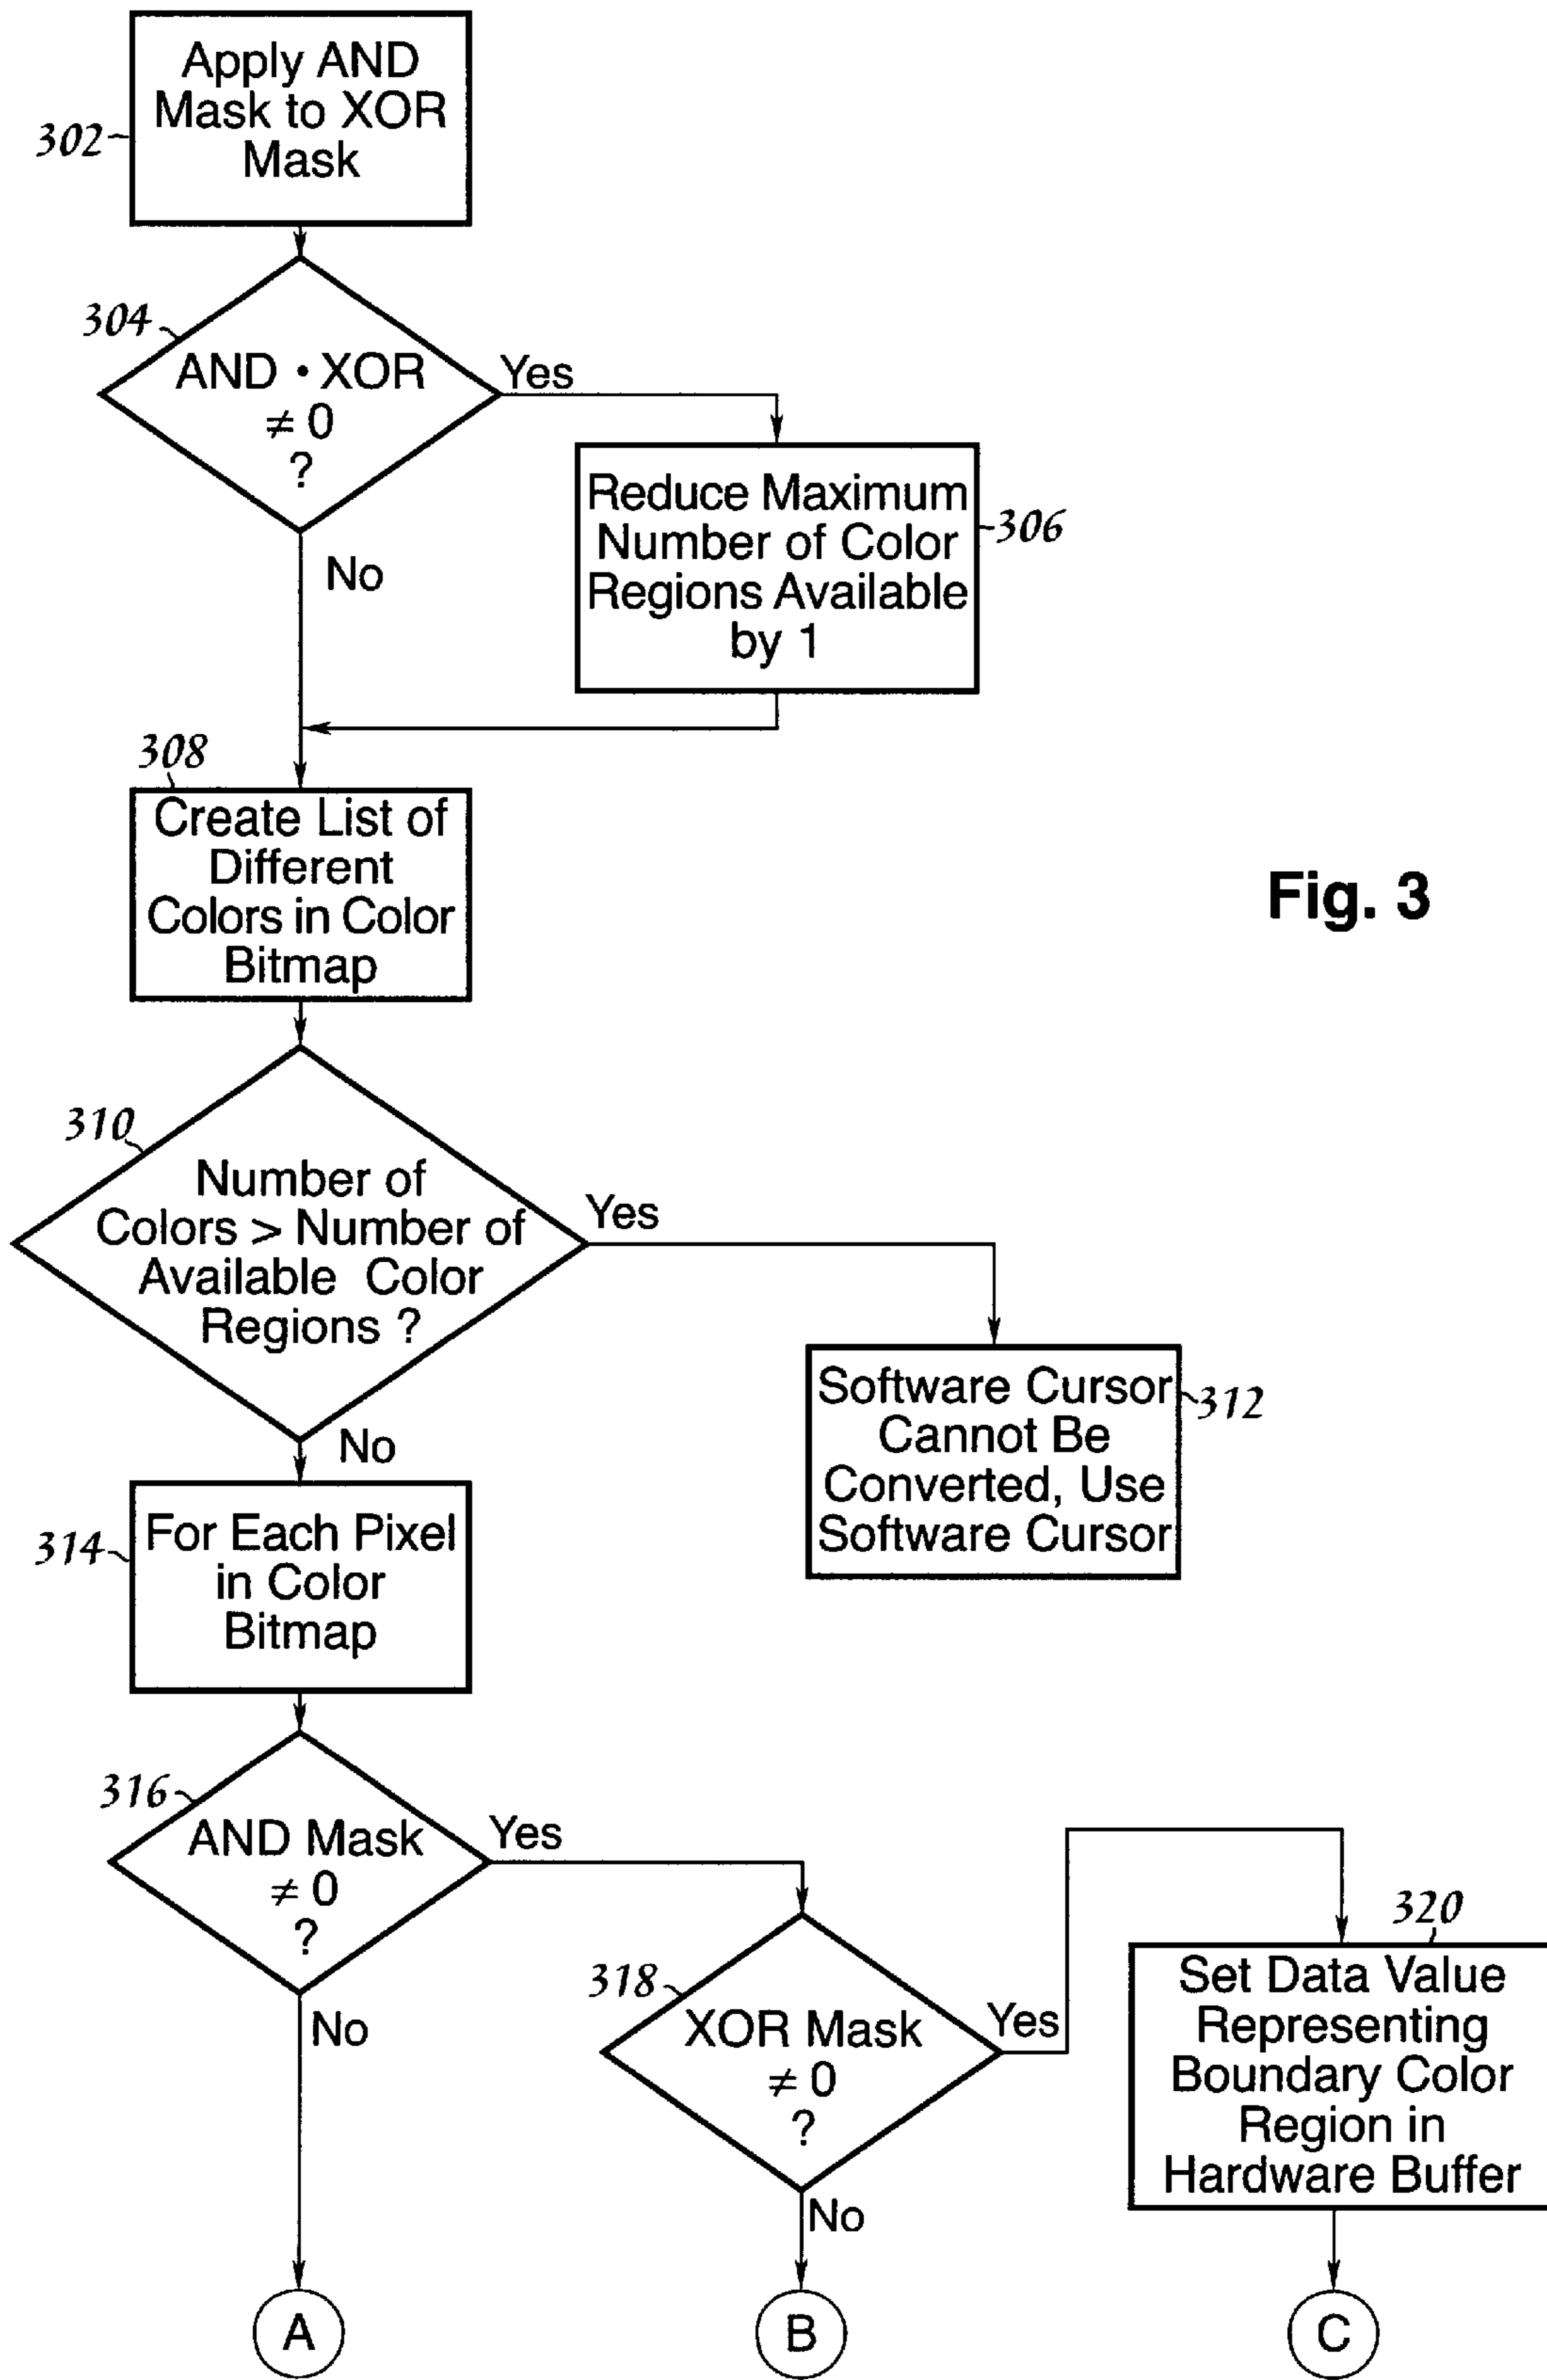 Apply AND
Mask to XOR
Mask
302
304
AND • XOR
≠ 0
?
Yes
No
Reduce Maximum
Number of Color
Regions Available
by 1
306
308
Create List of
Different
Colors in Color
Bitmap
Fig. 3
310
Number of
Colors > Number of
Available Color
Regions ?
Yes
No
Software Cursor
Cannot Be
Converted, Use
Software Cursor
312
314
For Each Pixel
in Color
Bitmap
316
AND Mask
≠ 0
?
Yes
No
318
XOR Mask
≠ 0
?
Yes
No
320
Set Data Value
Representing
Boundary Color
Region in
Hardware Buffer
A
B
C